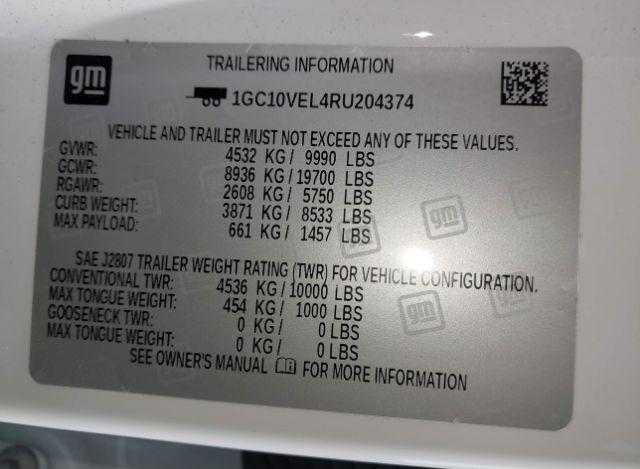 gm
TRAILERING INFORMATION
1GC10VEL4RU204374
VEHICLE AND TRAILER MUST NOT EXCEED ANY OF THESE VALUES.
GVWR: 4532 KG/ 9990 LBS
GCWR: 8936 KG/19700 LBS
RGAWR: 2608 KG/ 5750 LBS
CURB WEIGHT: 3871 KG/ 8533 LBS
MAX PAYLOAD: 661 KG/ 1457 LBS
SAE J2807 TRAILER WEIGHT RATING (TWR) FOR VEHICLE CONFIGURATION.
CONVENTIONAL TWR: 4536 KG/10000 LBS
MAX TONGUE WEIGHT: 454 KG/ 1000 LBS
GOOSENECK TWR: 0 KG/ 0 LBS
MAX TONGUE WEIGHT: 0 KG/ 0 LBS
SEE OWNER'S MANUAL FOR MORE INFORMATION